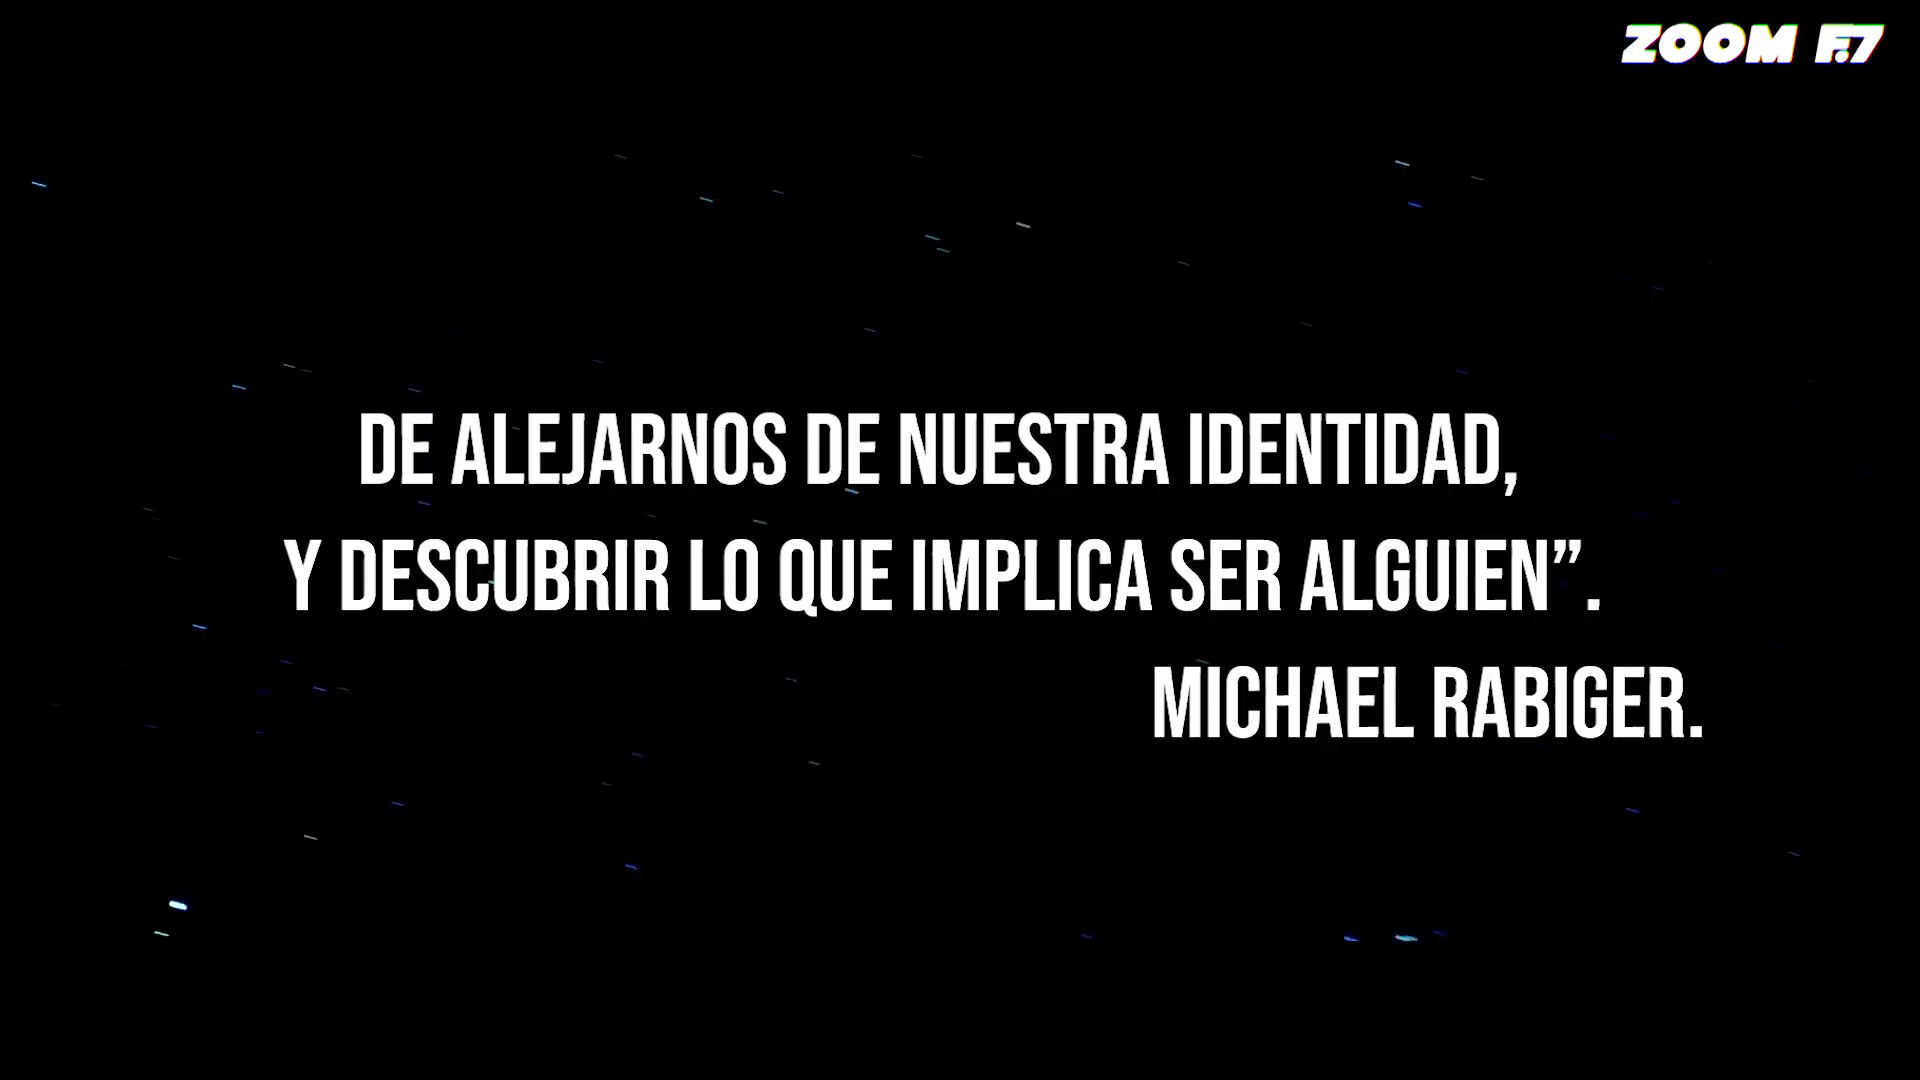 ZOOM F.7
DE ALEJARNOS DE NUESTRA IDENTIDAD,
Y DESCUBRIR LO QUE IMPLICA SER ALGUIEN”.
MICHAEL RABIGER.